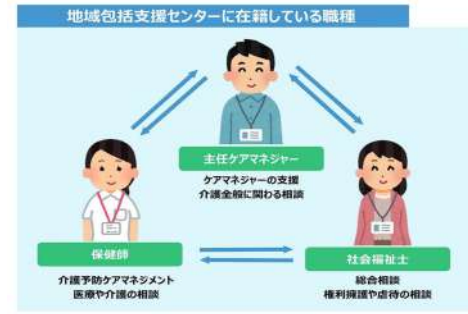 地域包括支援センターに在籍している職種
主任ケアマネジャー
ケアマネジャーの支援
介護全般に関わる相談
保健師
介護予防ケアマネジメント
医療や介護の相談
社会福祉士
総合相談
権利擁護や虐待の相談